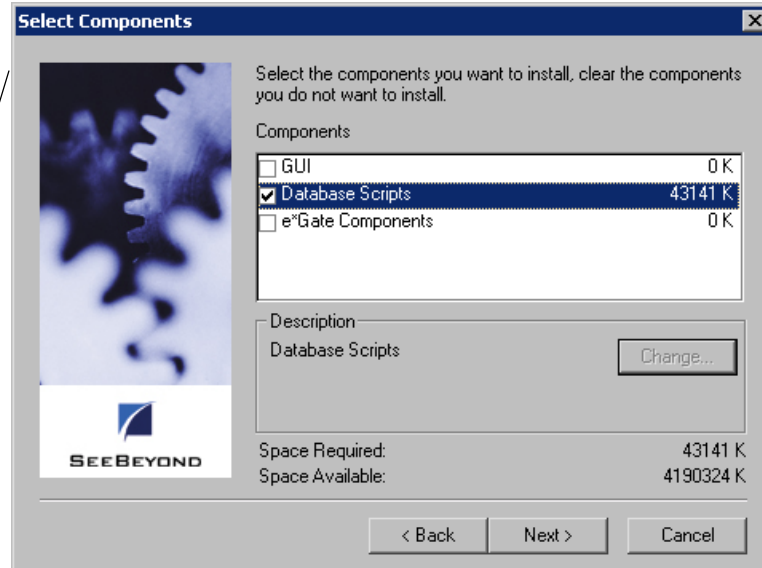 Select Components
Select the components you want to install, clear the components
you do not want to install.
Components
GUI 0 K
Database Scripts 43141 K
e*Gate Components 0 K
Description
Database Scripts
Change...
SEEBEYOND
Space Required: 43141 K
Space Available: 4190324 K
< Back Next > Cancel